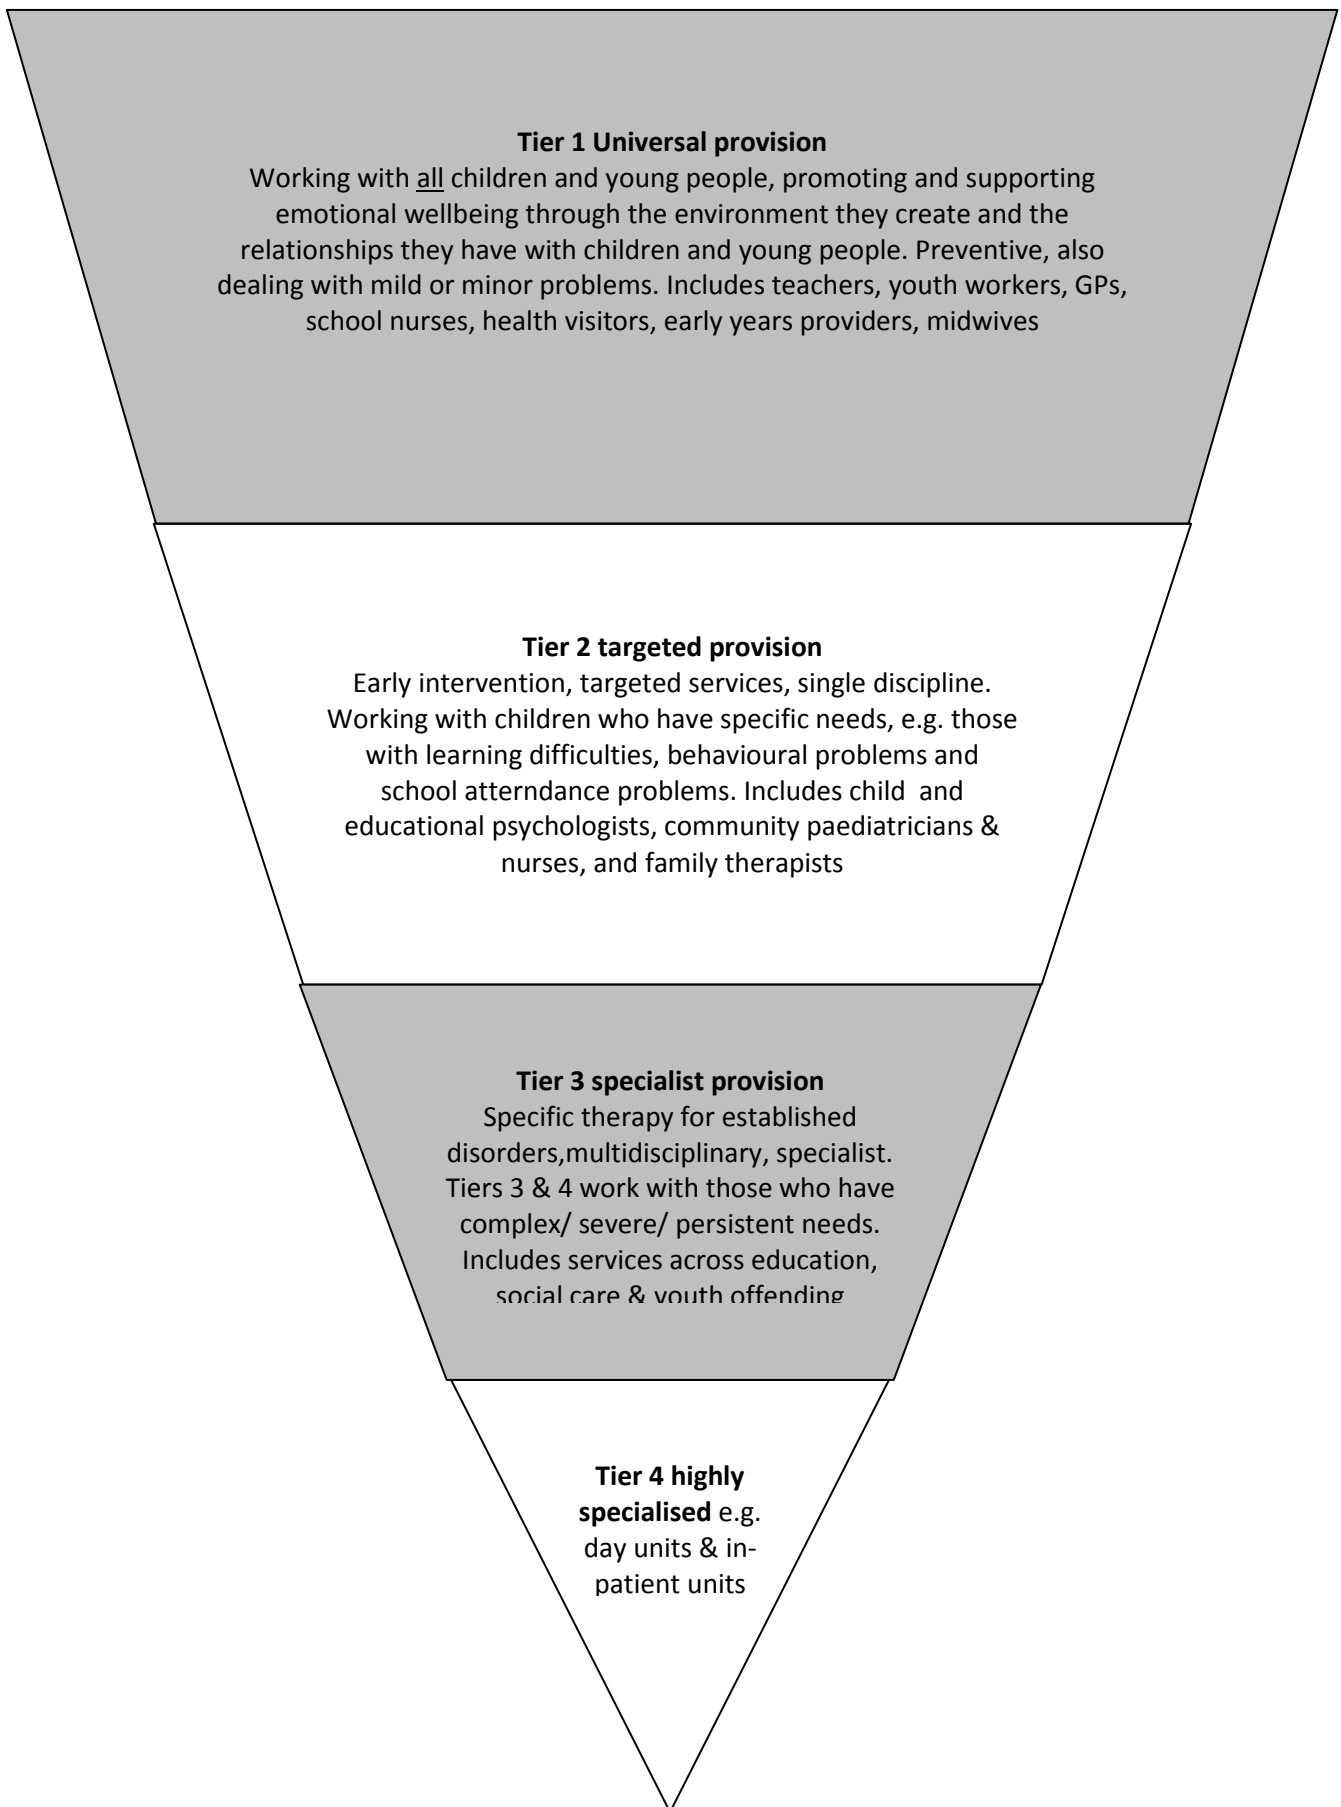 Tier 1 Universal provision
Working with all children and young people, promoting and supporting
emotional wellbeing through the environment they create and the
relationships they have with children and young people. Preventive, also
dealing with mild or minor problems. Includes teachers, youth workers, GPs,
school nurses, health visitors, early years providers, midwives
Tier 2 targeted provision
Early intervention, targeted services, single discipline.
Working with children who have specific needs, e.g. those
with learning difficulties, behavioural problems and
school atterndance problems. Includes child and
educational psychologists, community paediatricians &
nurses, and family therapists
Tier 3 specialist provision
Specific therapy for established
disorders,multidisciplinary, specialist.
Tiers 3 & 4 work with those who have
complex/ severe/ persistent needs.
Includes services across education,
social care & youth offending
Tier 4 highly
specialised e.g.
day units & in-
patient units